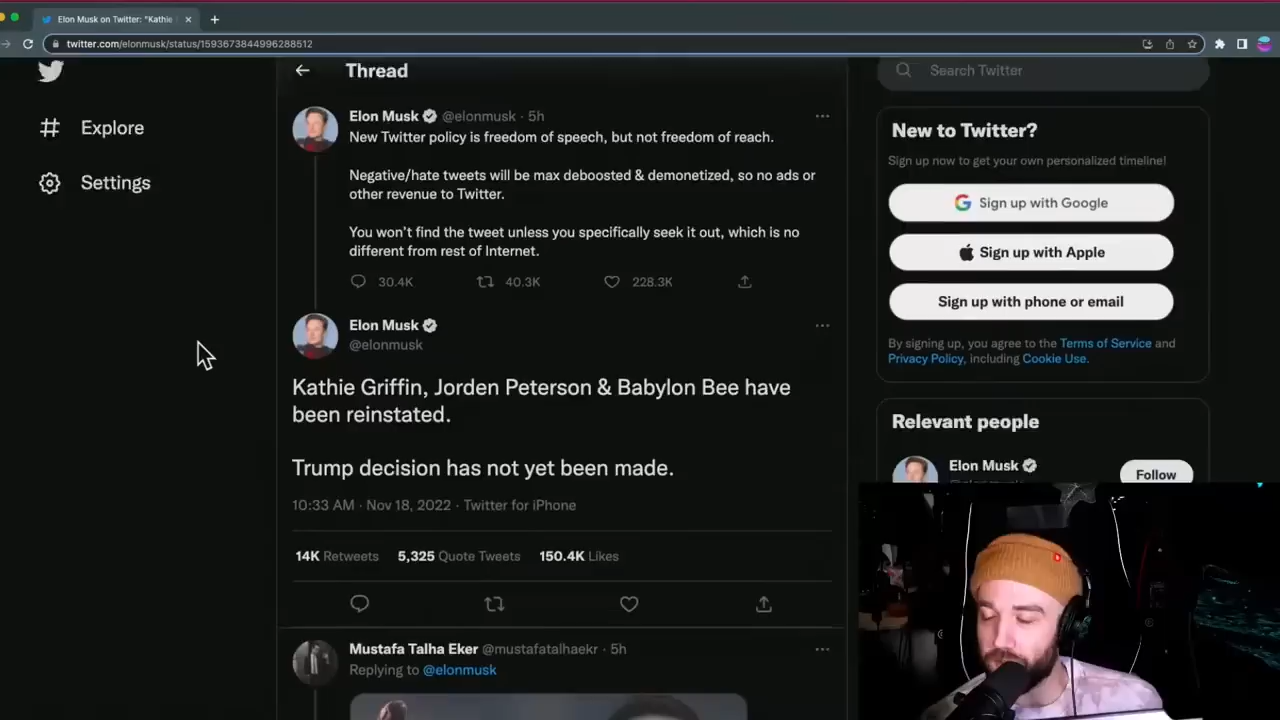 Elon Musk on Twitter: "Kathie
twitter.com/elonmusk/status/1593673844996288512
Thread
Search Twitter
Explore
Settings
Elon Musk @elonmusk · 5h
New Twitter policy is freedom of speech, but not freedom of reach.
Negative/hate tweets will be max deboosted & demonetized, so no ads or
other revenue to Twitter.
You won't find the tweet unless you specifically seek it out, which is no
different from rest of Internet.
30.4K 40.3K 228.3K
Elon Musk
@elonmusk
Kathie Griffin, Jorden Peterson & Babylon Bee have
been reinstated.
Trump decision has not yet been made.
10:33 AM · Nov 18, 2022 · Twitter for iPhone
14K Retweets 5,325 Quote Tweets 150.4K Likes
Mustafa Talha Eker @mustafatalhaekr · 5h
Replying to @elonmusk
New to Twitter?
Sign up now to get your own personalized timeline!
Sign up with Google
Sign up with Apple
Sign up with phone or email
By signing up, you agree to the Terms of Service and
Privacy Policy, including Cookie Use.
Relevant people
Elon Musk
Follow